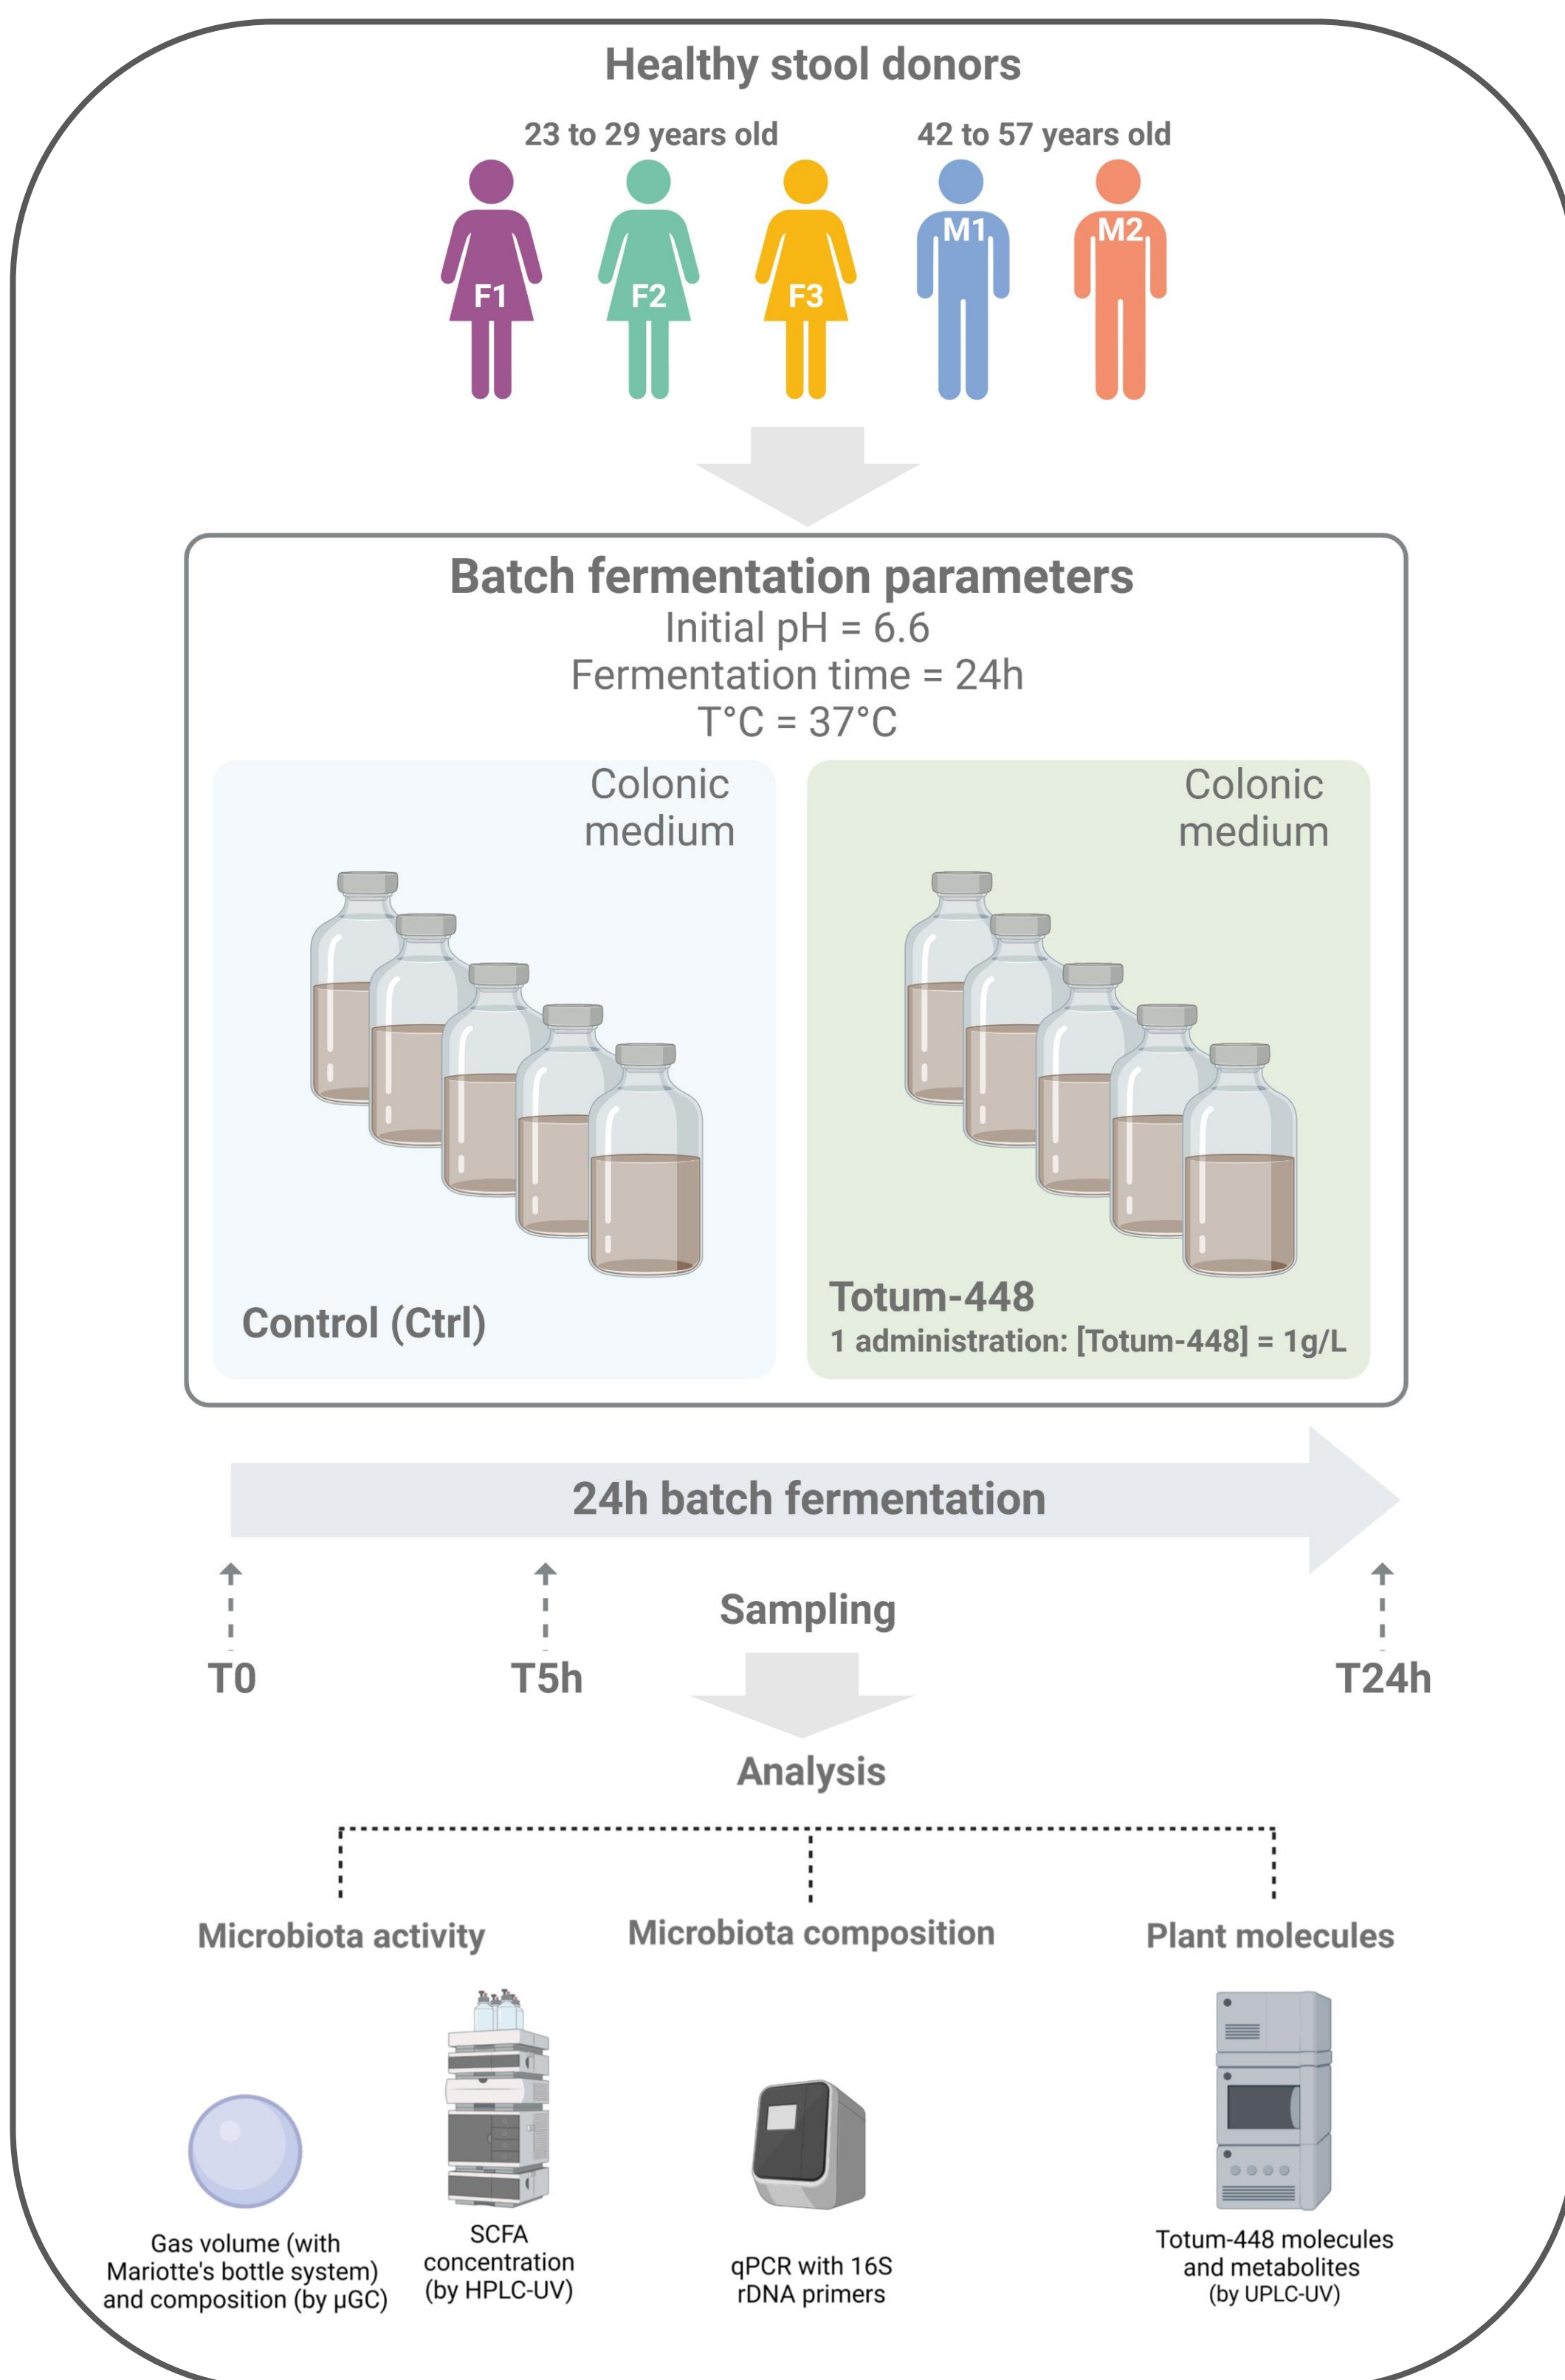 Healthy stool donors
23 to 29 years old
42 to 57 years old
F1
F2
F3
M1
M2
Batch fermentation parameters
Initial pH = 6.6
Fermentation time = 24h
T°C = 37°C
Colonic
medium
Control (Ctrl)
Colonic
medium
Totum-448
1 administration: [Totum-448] = 1g/L
24h batch fermentation
Sampling
T0
T5h
T24h
Analysis
Microbiota activity
Microbiota composition
Plant molecules
Gas volume (with
Mariotte's bottle system)
and composition (by µGC)
SCFA
concentration
(by HPLC-UV)
qPCR with 16S
rDNA primers
Totum-448 molecules
and metabolites
(by UPLC-UV)